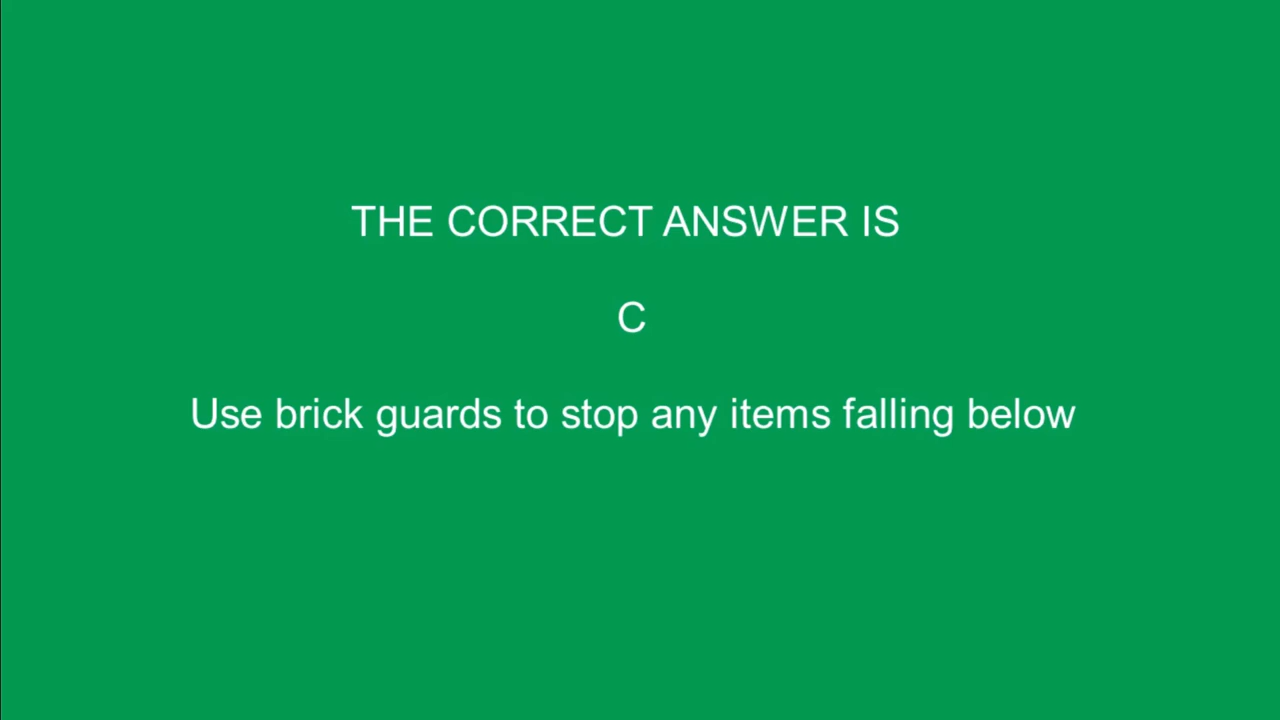 THE CORRECT ANSWER IS
C
Use brick guards to stop any items falling below